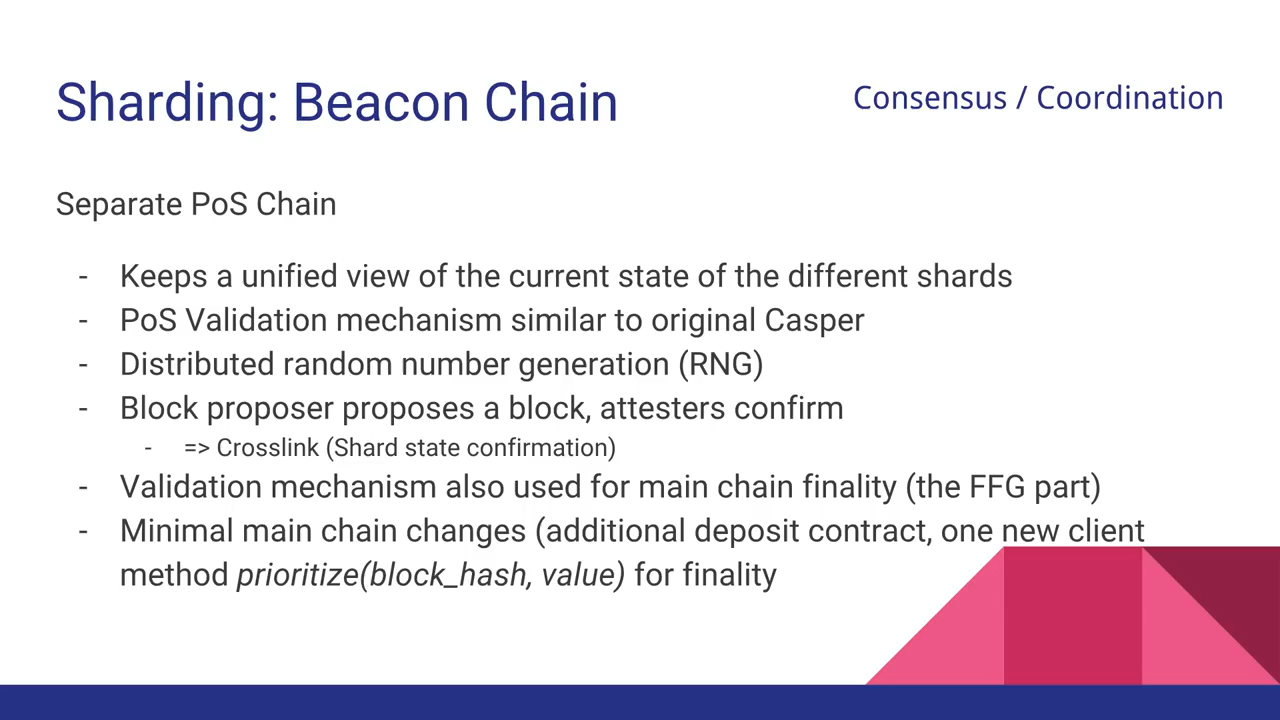 Sharding: Beacon Chain
Consensus / Coordination
Separate PoS Chain
- Keeps a unified view of the current state of the different shards
- PoS Validation mechanism similar to original Casper
- Distributed random number generation (RNG)
- Block proposer proposes a block, attesters confirm
- => Crosslink (Shard state confirmation)
- Validation mechanism also used for main chain finality (the FFG part)
- Minimal main chain changes (additional deposit contract, one new client
method prioritize(block_hash, value) for finality